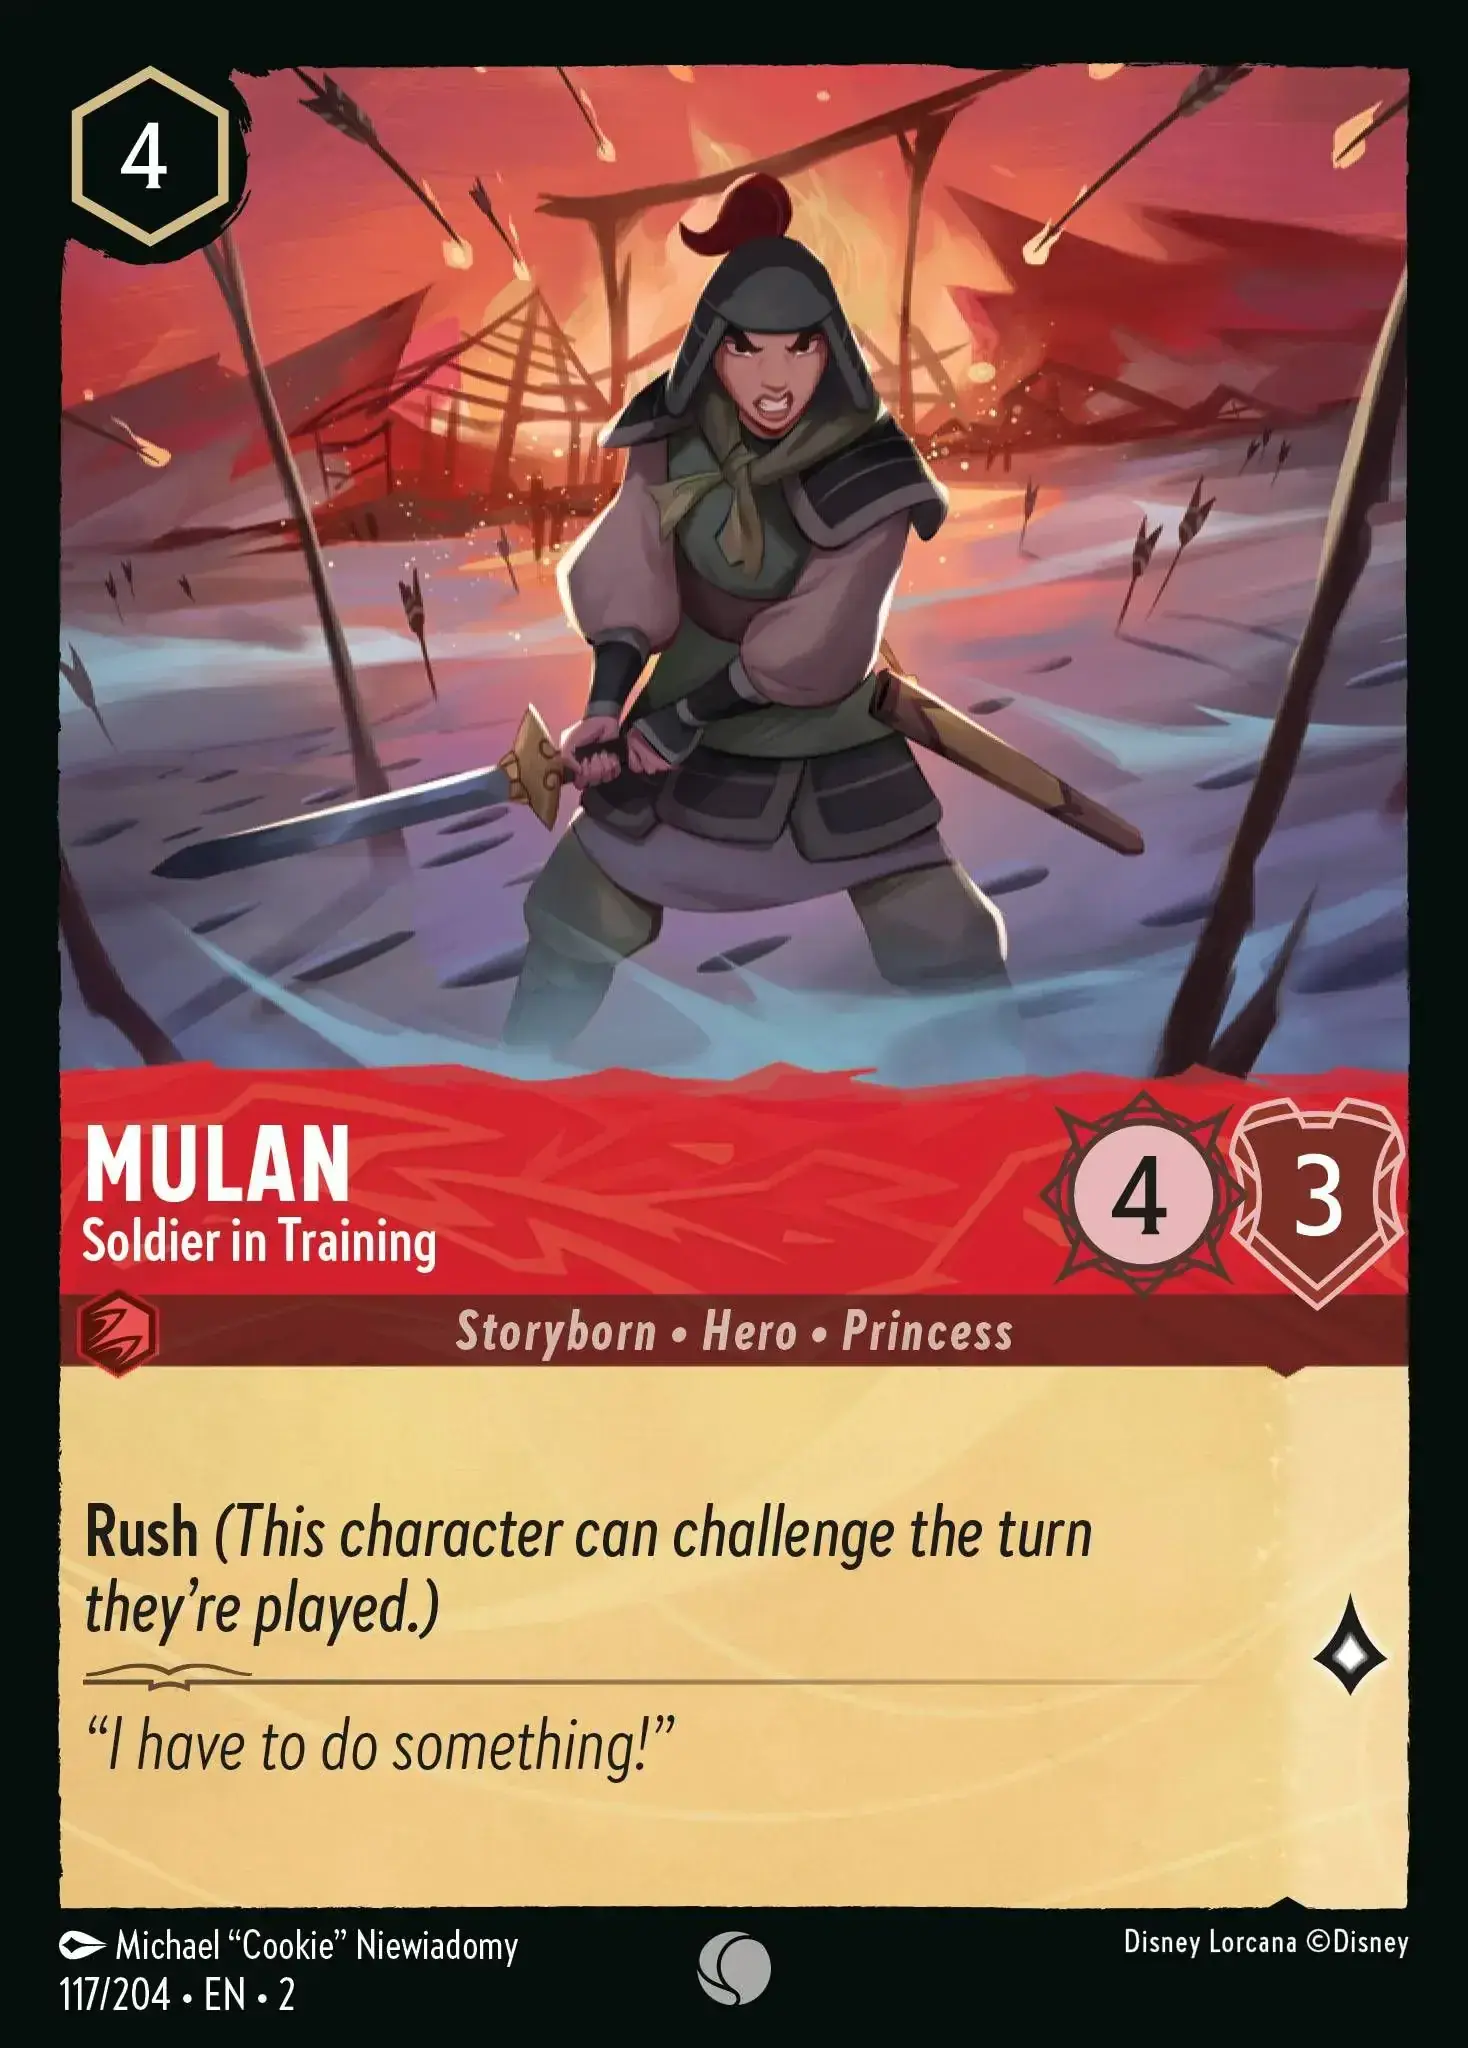 4
MULAN
Soldier in Training
4
3
Storyborn • Hero • Princess
Rush (This character can challenge the turn
they’re played.)
“I have to do something!”
Michael “Cookie” Niewiadomy
117/204 • EN • 2
Disney Lorcana ©Disney